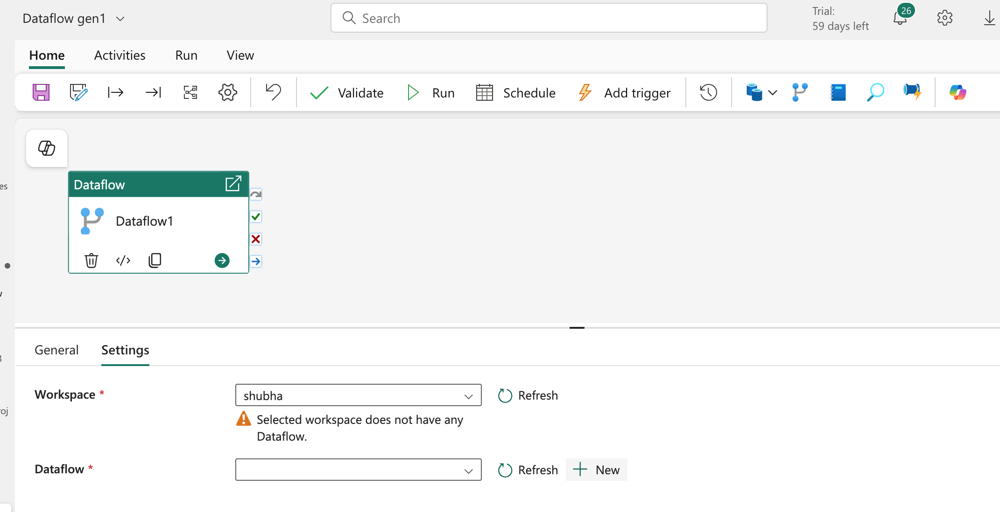 Dataflow gen1
Search
Trial:
59 days left
26
Home Activities Run View
Validate Run Schedule Add trigger
Dataflow
es
Dataflow1
General Settings
Workspace * shubha Refresh
Selected workspace does not have any
Dataflow.
roj
Dataflow * Refresh New